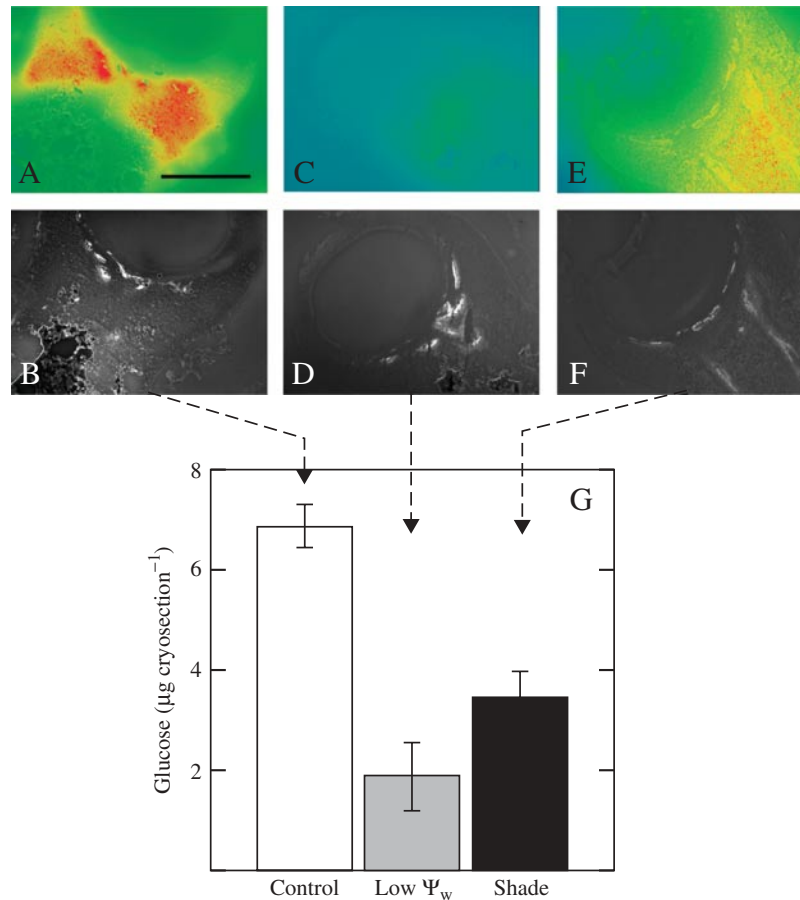 A
C
E
B
D
F
G
8
6
4
2
Glucose (µg cryosection⁻¹)
Control
Low Ψw
Shade